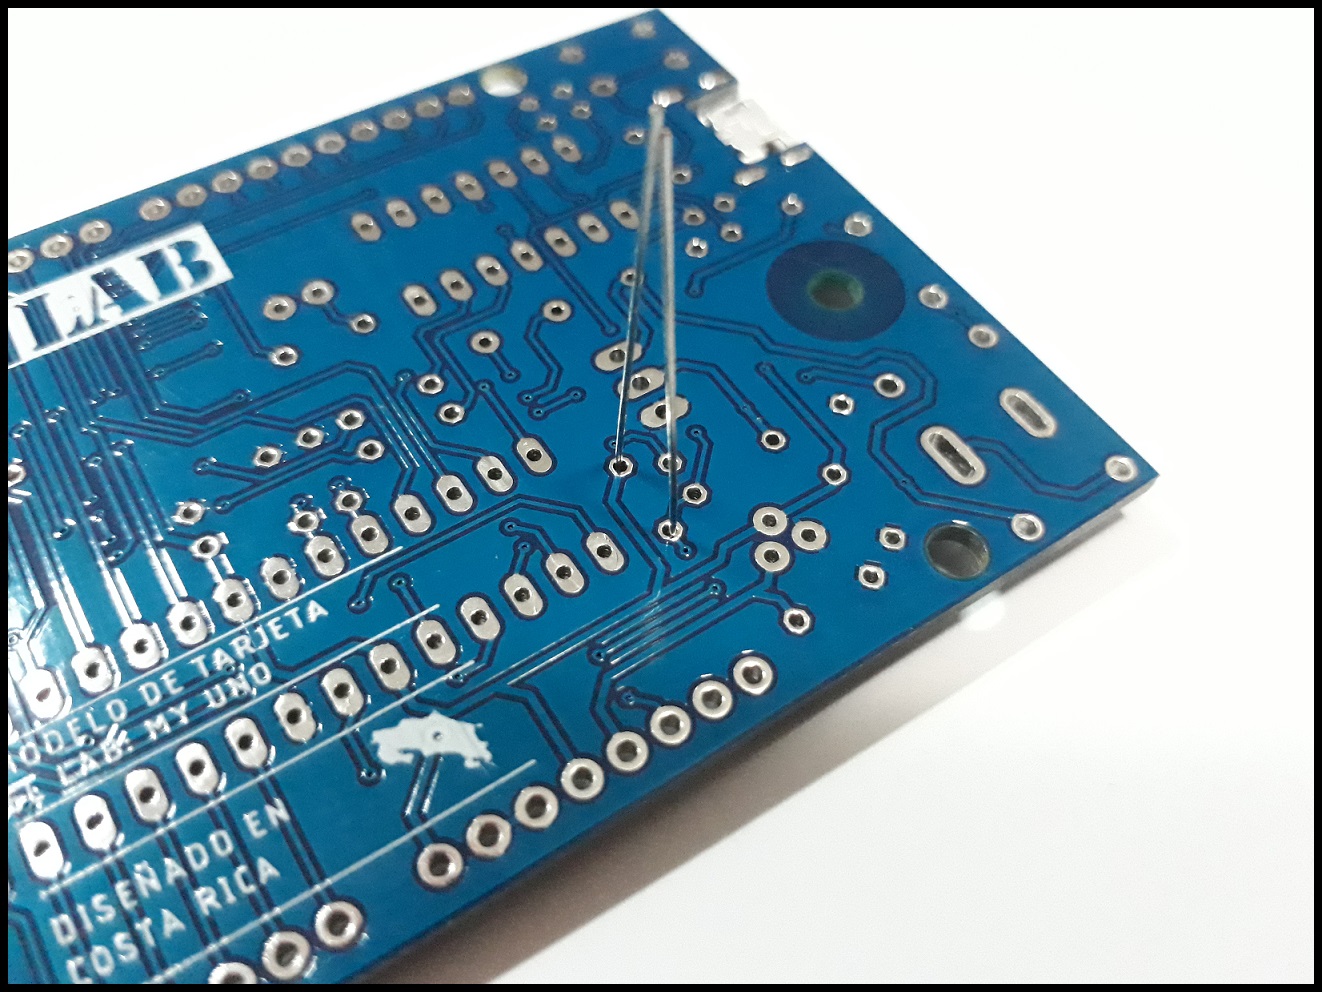 LAB
MODELO DE TARJETA
LAB: MY UNO
DISEÑADO EN
COSTA RICA